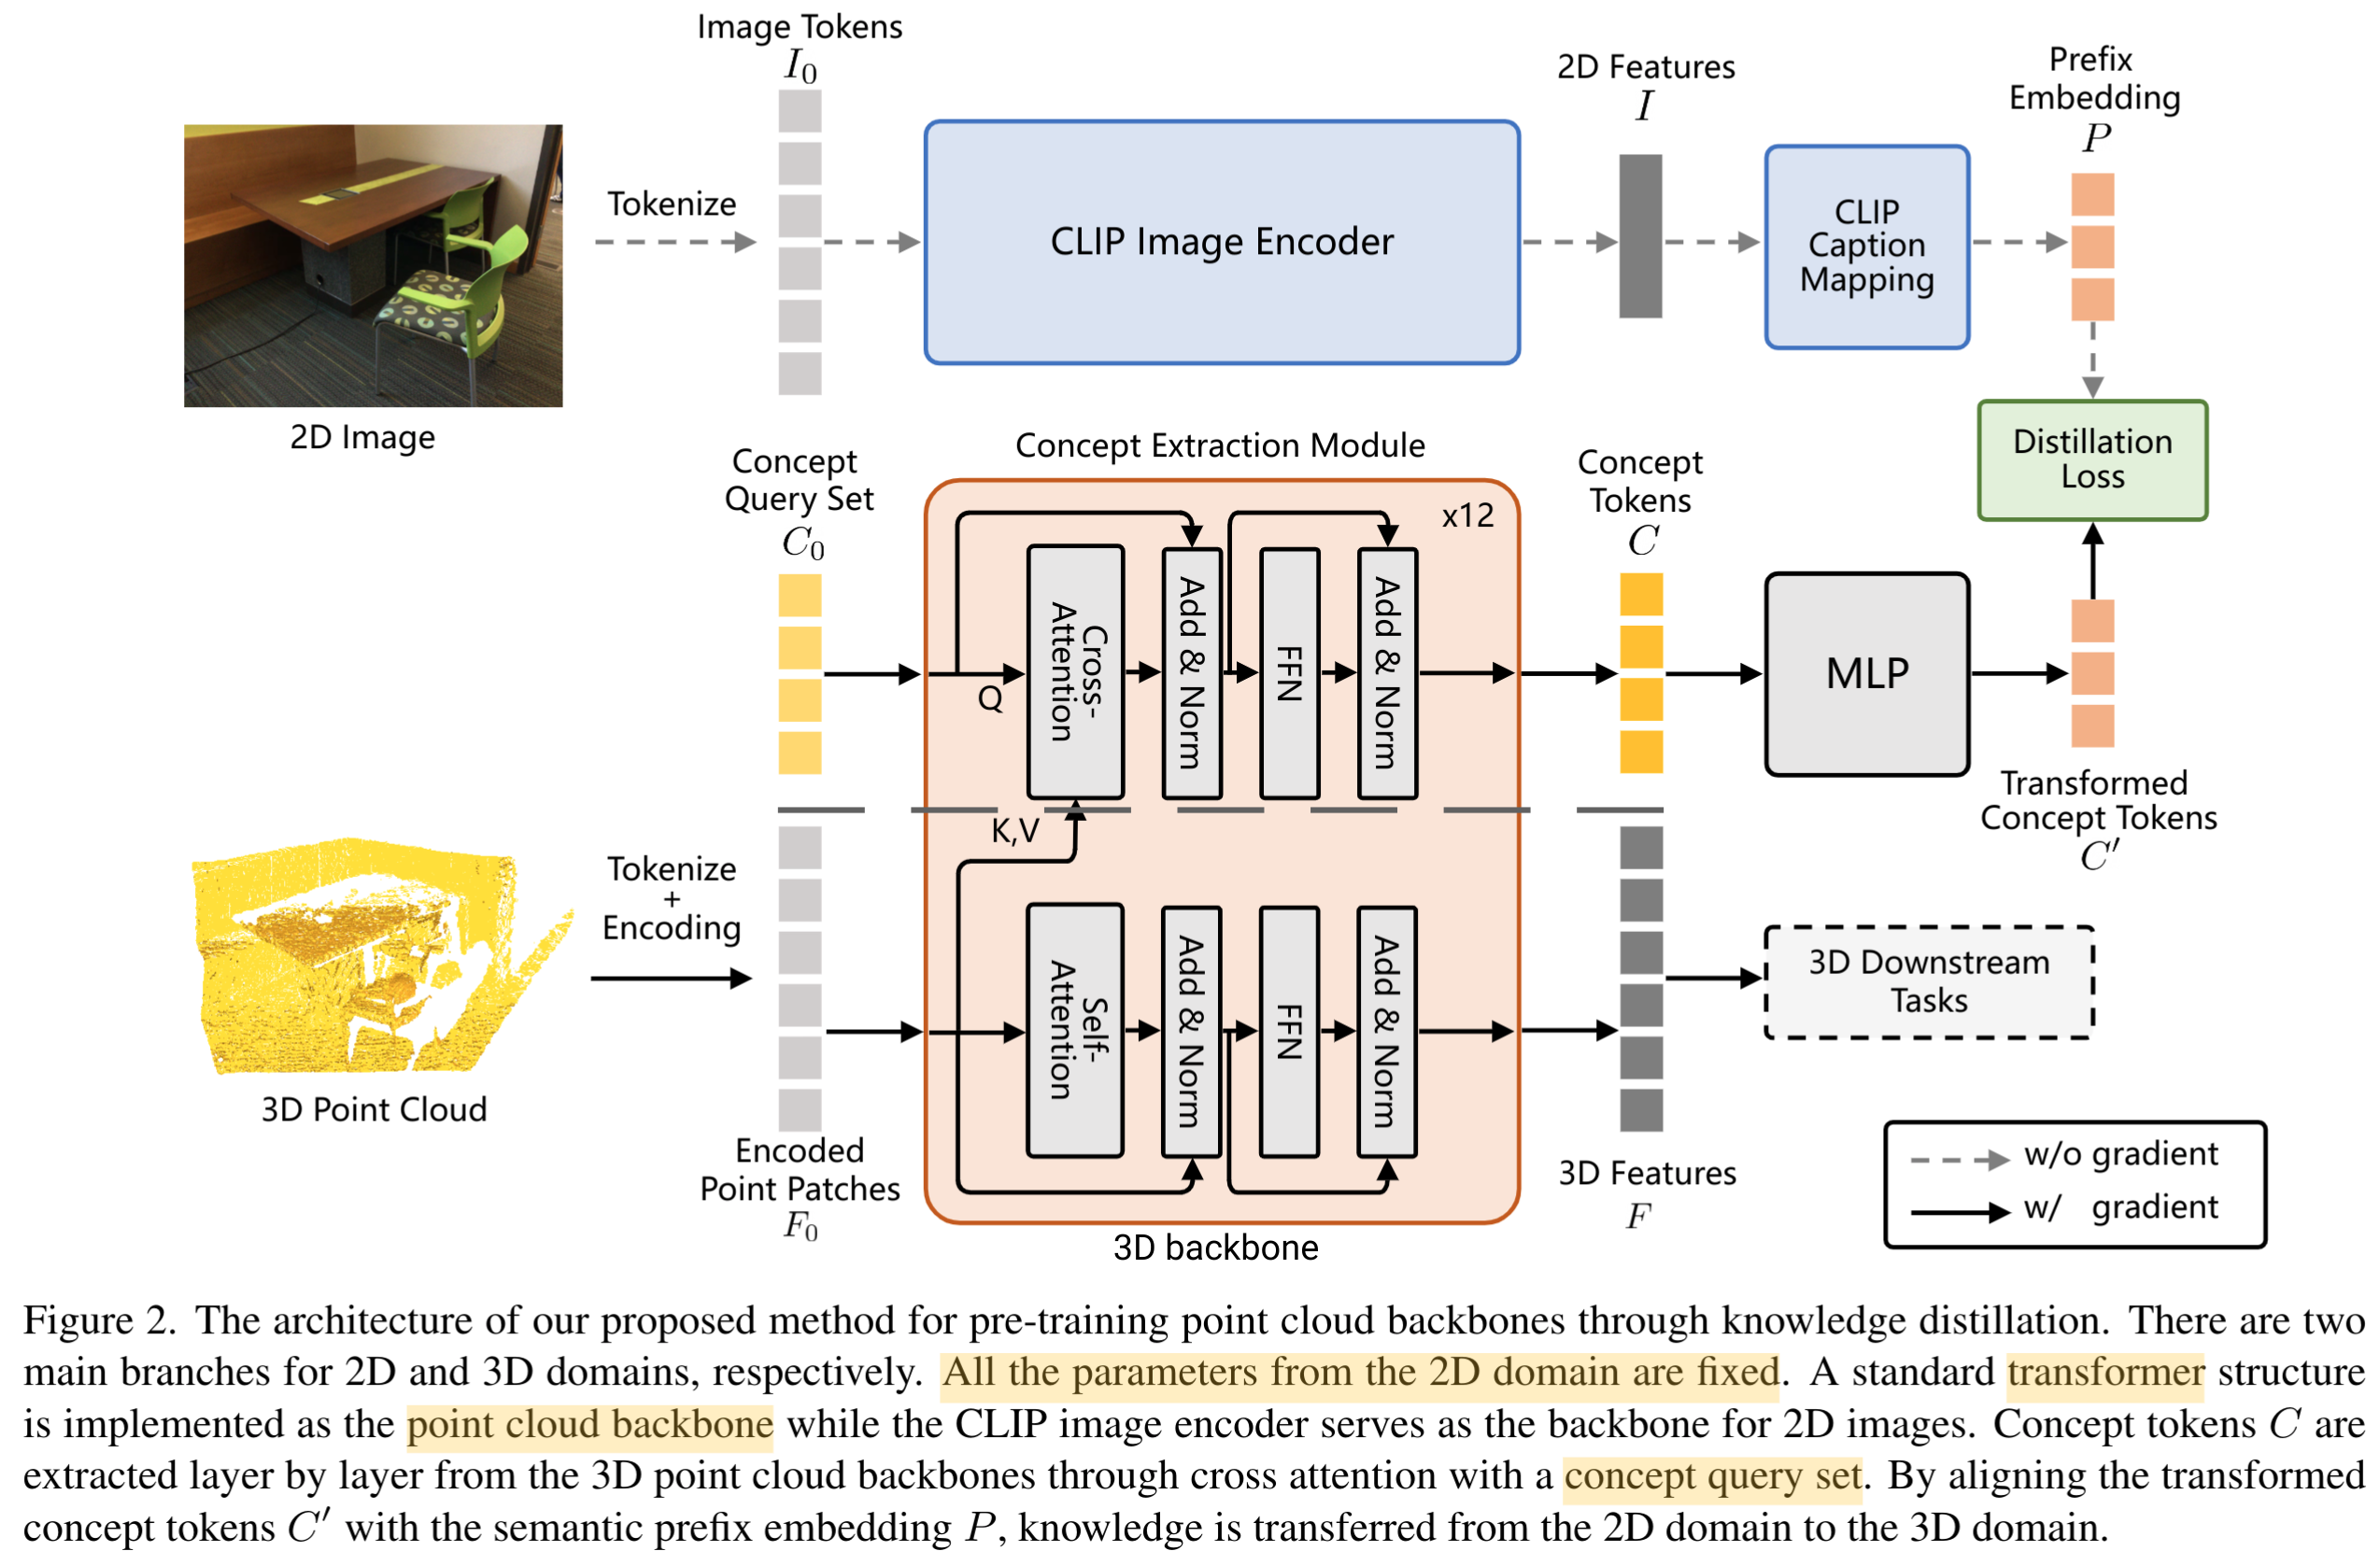 Image Tokens
I₀
2D Features
I
Prefix
Embedding
P
Tokenize
CLIP Image Encoder
CLIP
Caption
Mapping
2D Image
Distillation
Loss
Concept Extraction Module
Concept
Query Set
C₀
x12
Concept
Tokens
C
Q
Cross-
Attention
Add & Norm
FFN
Add & Norm
MLP
K,V
Transformed
Concept Tokens
C′
Tokenize
+
Encoding
Self-
Attention
Add & Norm
FFN
Add & Norm
3D Downstream
Tasks
3D Point Cloud
Encoded
Point Patches
F₀
3D Features
F
3D backbone
w/o gradient
w/ gradient
Figure 2. The architecture of our proposed method for pre-training point cloud backbones through knowledge distillation. There are two
main branches for 2D and 3D domains, respectively. All the parameters from the 2D domain are fixed. A standard transformer structure
is implemented as the point cloud backbone while the CLIP image encoder serves as the backbone for 2D images. Concept tokens C are
extracted layer by layer from the 3D point cloud backbones through cross attention with a concept query set. By aligning the transformed
concept tokens C′ with the semantic prefix embedding P, knowledge is transferred from the 2D domain to the 3D domain.